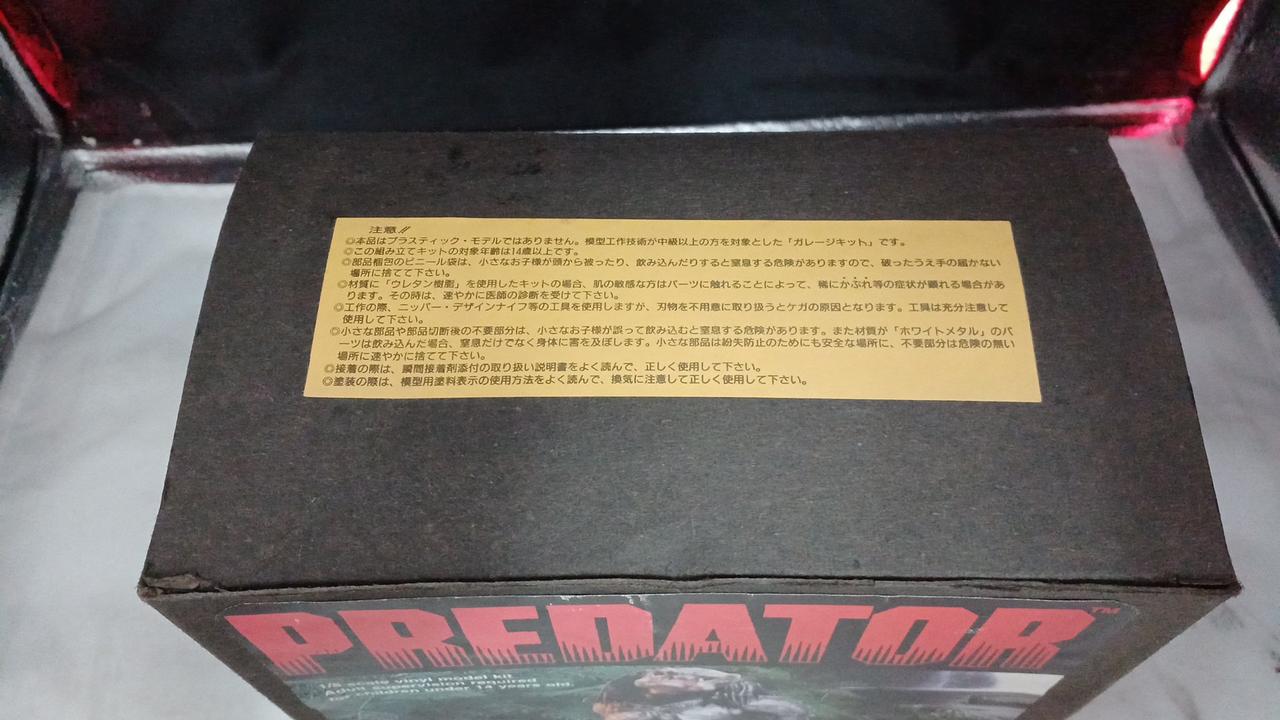 注意!!
◎本品はプラスティック・モデルではありません。模型工作技術が中級以上の方を対象とした「ガレージキット」です。
◎この組み立てキットの対象年齢は14歳以上です。
◎部品梱包のビニール袋は、小さなお子様が頭から被ったり、飲み込んだりすると窒息する危険がありますので、破ったうえ手の届かない
場所に捨てて下さい。
◎材質に「ウレタン樹脂」を使用したキットの場合、肌の敏感な方はパーツに触れることによって、稀にかぶれ等の症状が顕れる場合があ
ります。その時は、速やかに医師の診断を受けて下さい。
◎工作の際、ニッパー・デザインナイフ等の工具を使用しますが、刃物を不用意に取り扱うとケガの原因となります。工具は充分注意して
使用して下さい。
◎小さな部品や部品切断後の不要部分は、小さなお子様が誤って飲み込むと窒息する危険があります。また材質が「ホワイトメタル」のパ
ーツは飲み込んだ場合、窒息だけでなく身体に害を及ぼします。小さな部品は紛失防止のためにも安全な場所に、不要部分は危険の無い
場所に速やかに捨てて下さい。
◎接着の際は、瞬間接着剤添付の取り扱い説明書をよく読んで、正しく使用して下さい。
◎塗装の際は、模型用塗料表示の使用方法をよく読んで、換気に注意して正しく使用して下さい。
PREDATOR™
1/5 scale vinyl model kit
Adult supervision required
for children under 14 years old.